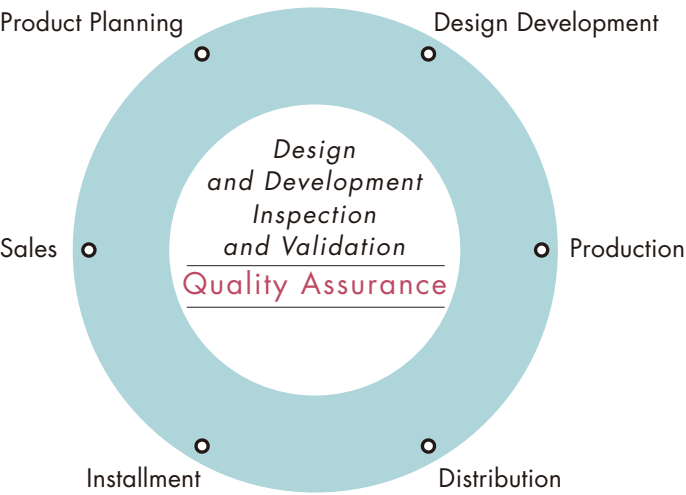 Product Planning
Design Development
Design
and Development
Inspection
and Validation
Quality Assurance
Sales
Production
Installment
Distribution